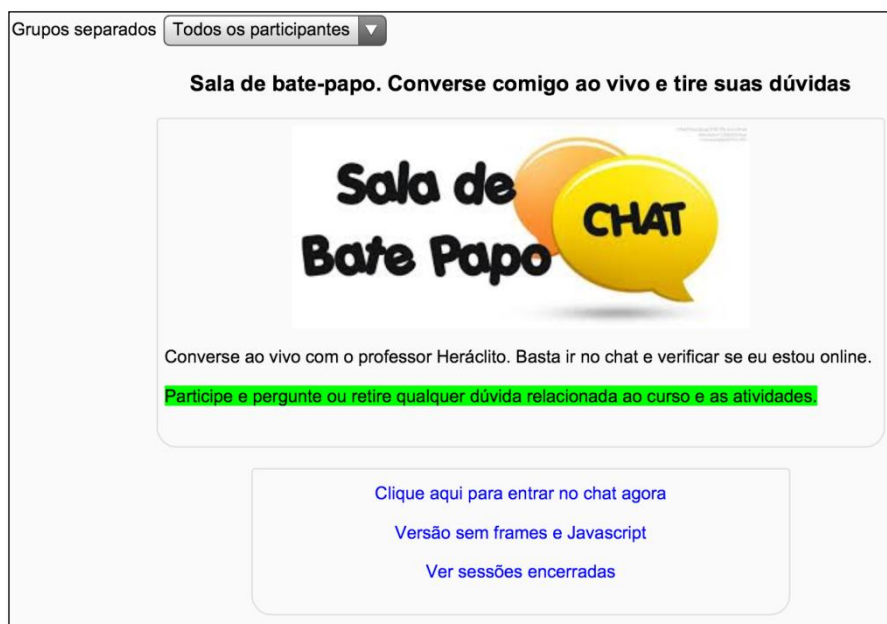 Grupos separados Todos os participantes
Sala de bate-papo. Converse comigo ao vivo e tire suas dúvidas
Sala de
Bate Papo
CHAT
Converse ao vivo com o professor Heráclito. Basta ir no chat e verificar se eu estou online.
Participe e pergunte ou retire qualquer dúvida relacionada ao curso e as atividades.
Clique aqui para entrar no chat agora
Versão sem frames e Javascript
Ver sessões encerradas